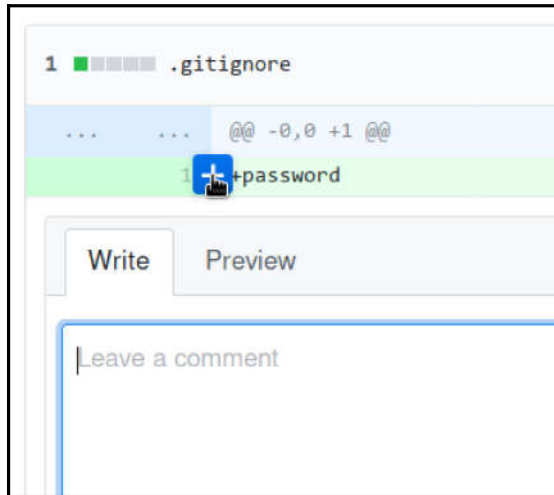 1 .gitignore
... ... @@ -0,0 +1 @@
1 +password
Write Preview
Leave a comment